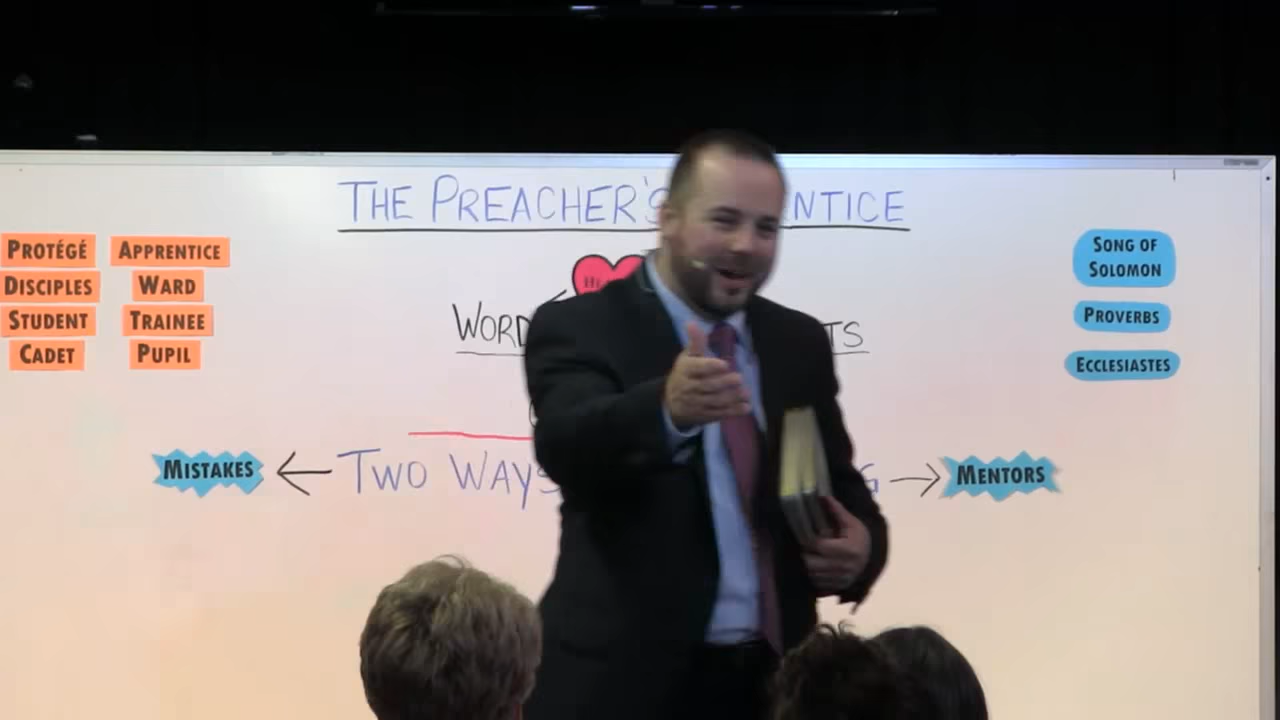 THE PREACHER'S NTICE
PROTÉGÉ APPRENTICE
DISCIPLES WARD
STUDENT TRAINEE
CADET PUPIL
SONG OF
SOLOMON
PROVERBS
ECCLESIASTES
WORD TS
MISTAKES TWO WAYS G MENTORS